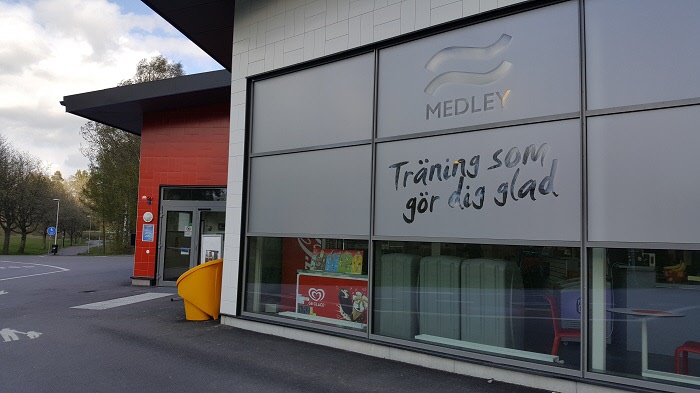 MEDLEY
Träning som
gör dig glad